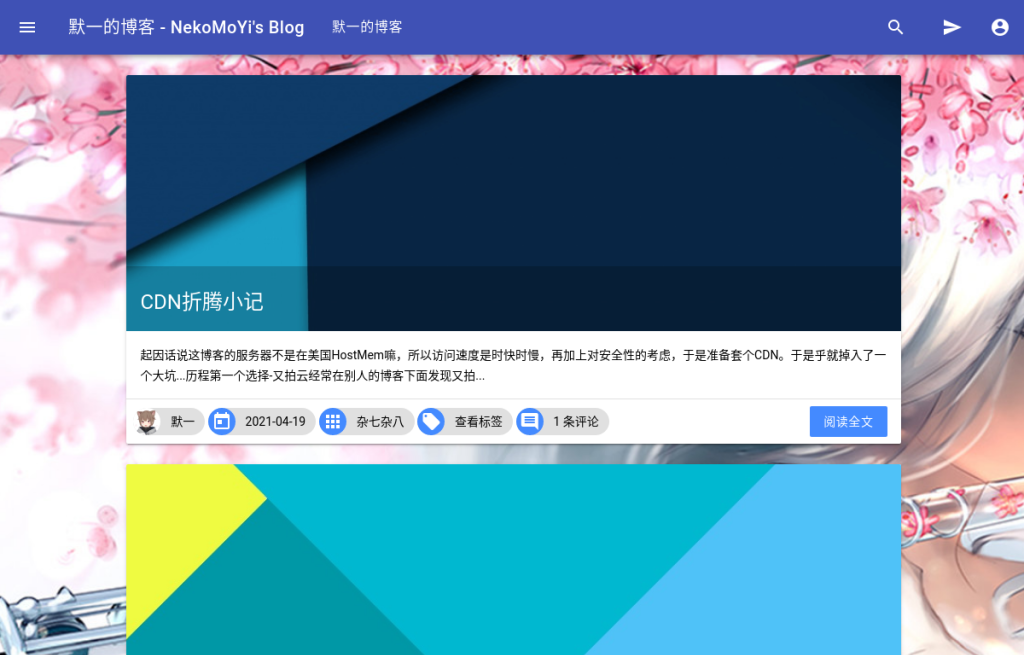 默一的博客 - NekoMoYi's Blog 默一的博客
CDN折腾小记
起因话说这博客的服务器不是在美国HostMem嘛，所以访问速度是时快时慢，再加上对安全性的考虑，于是准备套个CDN。于是乎就掉入了一
个大坑...历程第一个选择-又拍云经常在别人的博客下面发现又拍...
默一 2021-04-19 杂七杂八 查看标签 1 条评论 阅读全文